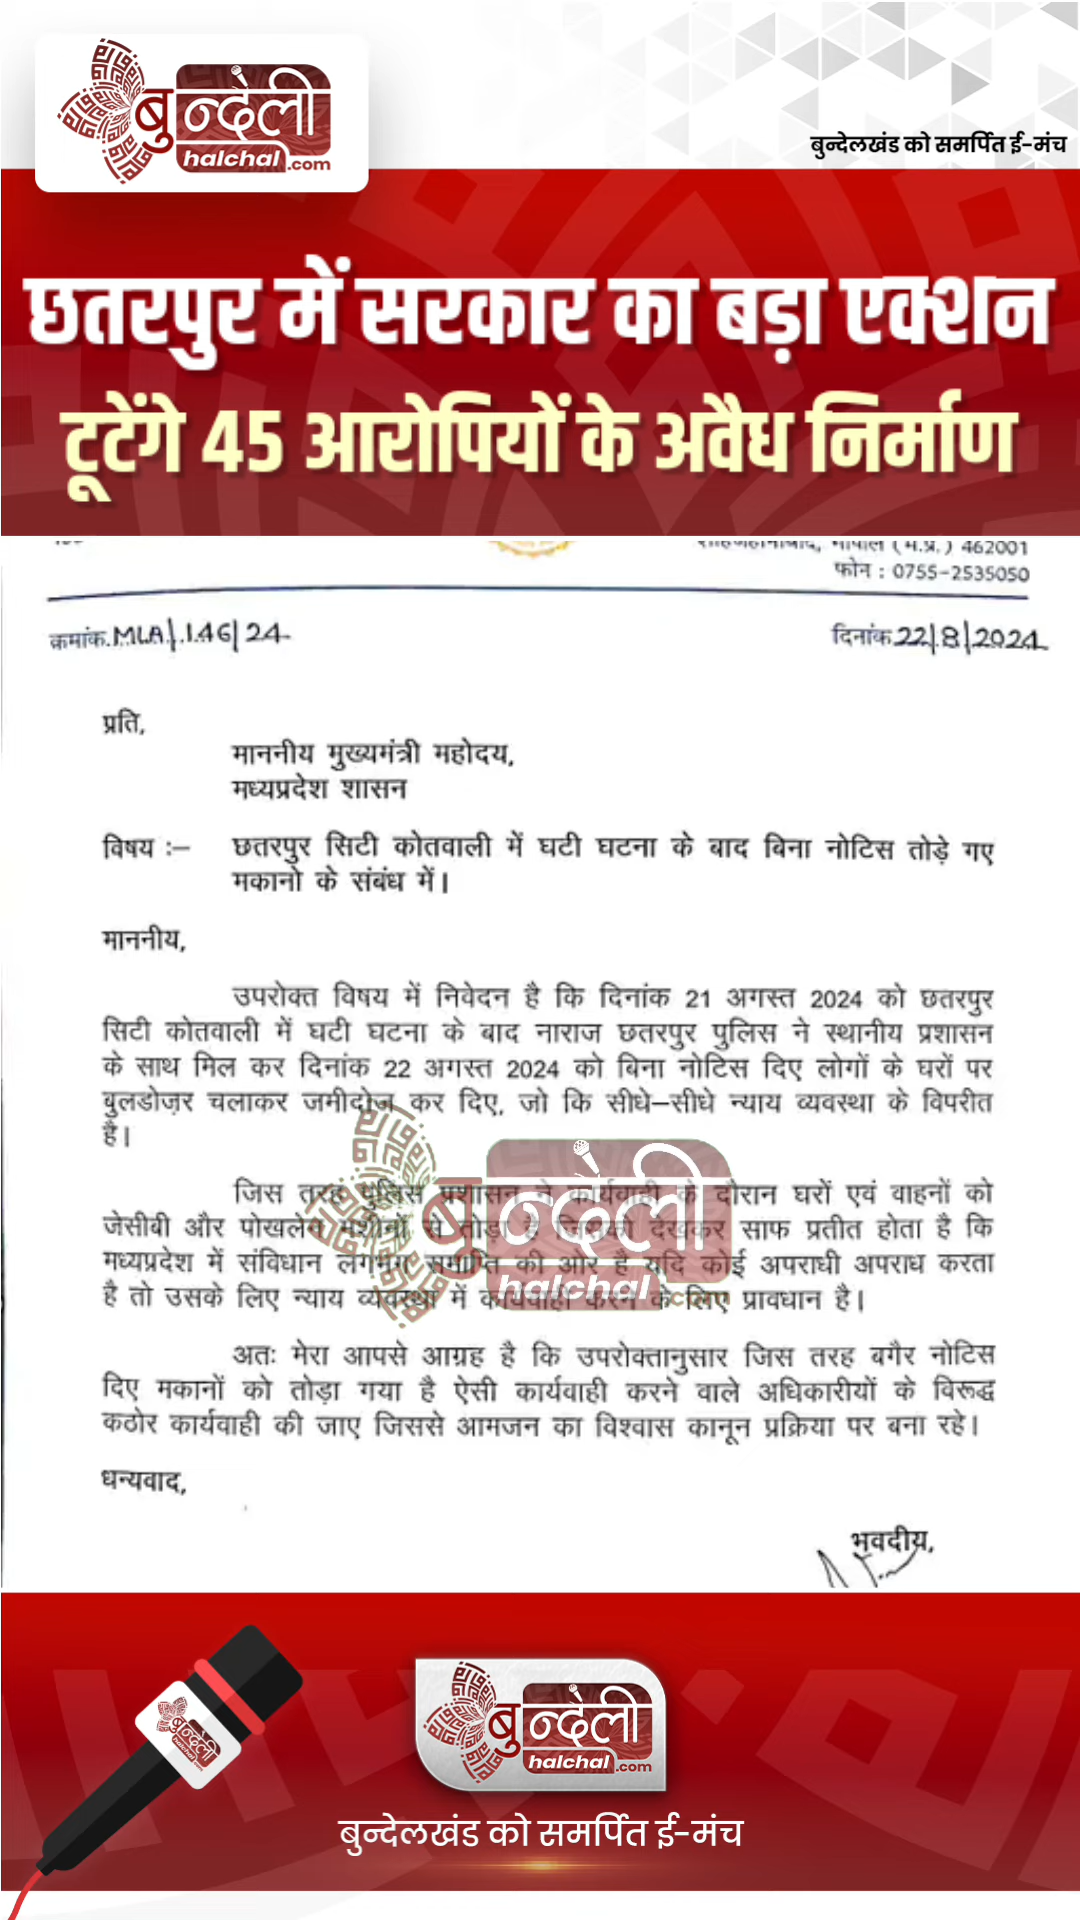 बुन्देली
halchal.com
बुन्देलखंड को समर्पित ई-मंच
छतरपुर में सरकार का बड़ा एक्शन
टूटेंगे 45 आरोपियों के अवैध निर्माण
भोपाल (म.प्र.) 462001
फोन : 0755-2535050
क्रमांक.MLA/.146/24
दिनांक 22/8/2024
प्रति,
माननीय मुख्यमंत्री महोदय,
मध्यप्रदेश शासन
विषय :– छतरपुर सिटी कोतवाली में घटी घटना के बाद बिना नोटिस तोड़े गए
मकानो के संबंध में।
माननीय,
उपरोक्त विषय में निवेदन है कि दिनांक 21 अगस्त 2024 को छतरपुर
सिटी कोतवाली में घटी घटना के बाद नाराज छतरपुर पुलिस ने स्थानीय प्रशासन
के साथ मिल कर दिनांक 22 अगस्त 2024 को बिना नोटिस दिए लोगों के घरों पर
बुलडोज़र चलाकर जमीदोज कर दिए, जो कि सीधे–सीधे न्याय व्यवस्था के विपरीत
है।
जिस तरह पुलिस प्रशासन ने कार्यवाही के दौरान घरों एवं वाहनों को
जेसीबी और पोखलेन मशीनों से तोड़ा है जिसको देखकर साफ प्रतीत होता है कि
मध्यप्रदेश में संविधान लगभग समाप्ति की ओर है यदि कोई अपराधी अपराध करता
है तो उसके लिए न्याय व्यवस्था में कार्यवाही करने के लिए प्रावधान है।
बुन्देली
halchal.com
अतः मेरा आपसे आग्रह है कि उपरोक्तानुसार जिस तरह बगैर नोटिस
दिए मकानों को तोड़ा गया है ऐसी कार्यवाही करने वाले अधिकारीयों के विरूद्ध
कठोर कार्यवाही की जाए जिससे आमजन का विश्वास कानून प्रक्रिया पर बना रहे।
धन्यवाद,
भवदीय,
बुन्देली
halchal.com
बुन्देली
halchal.com
बुन्देलखंड को समर्पित ई-मंच